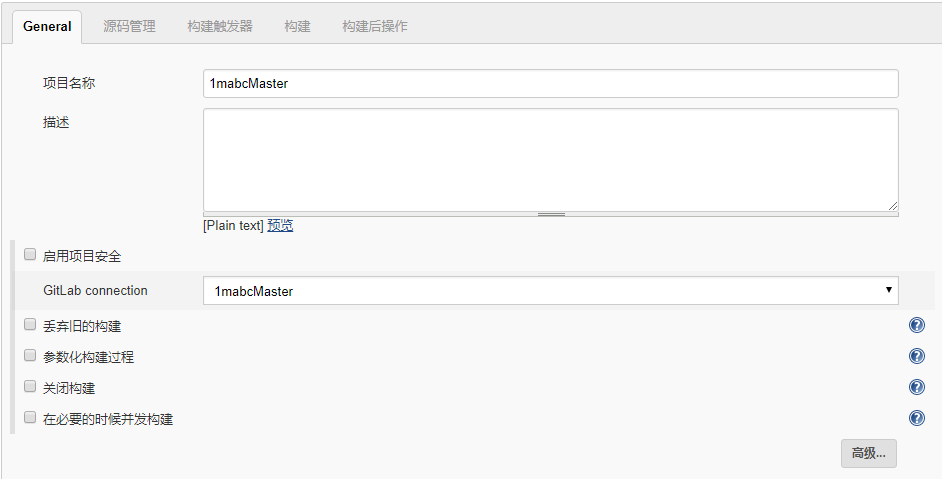 General 源码管理 构建触发器 构建 构建后操作
项目名称 1mabcMaster
描述
[Plain text] 预览
启用项目安全
GitLab connection 1mabcMaster
丢弃旧的构建
参数化构建过程
关闭构建
在必要的时候并发构建
高级...